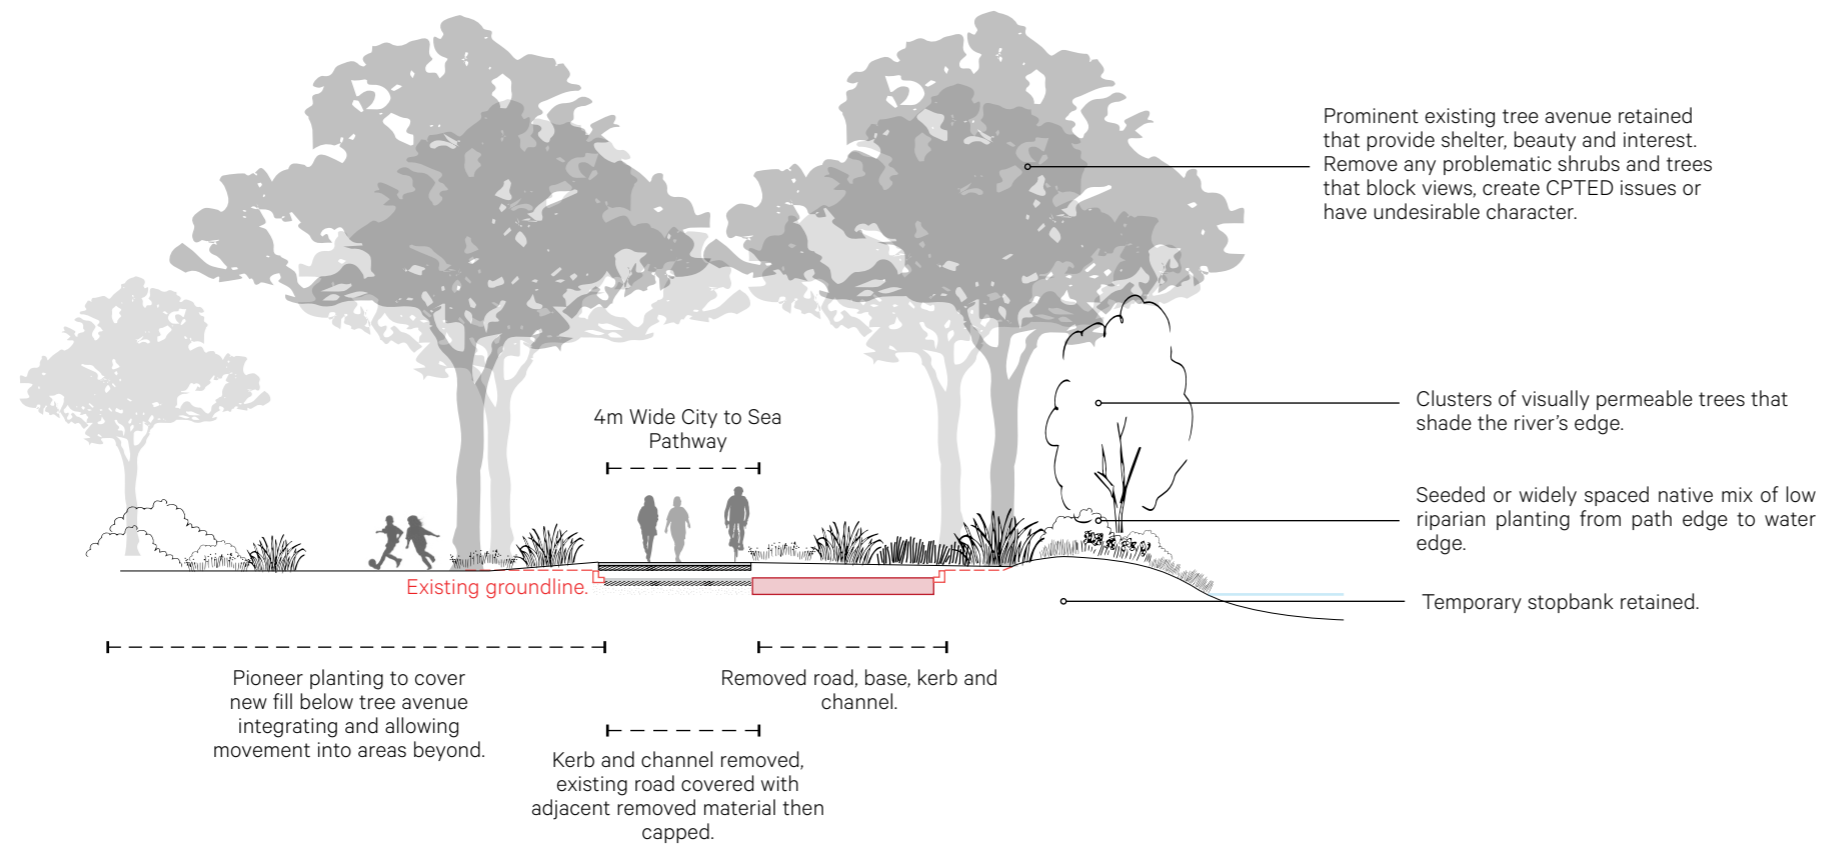 Prominent existing tree avenue retained
that provide shelter, beauty and interest.
Remove any problematic shrubs and trees
that block views, create CPTED issues or
have undesirable character.
Clusters of visually permeable trees that
shade the river’s edge.
4m Wide City to Sea
Pathway
Seeded or widely spaced native mix of low
riparian planting from path edge to water
edge.
Existing groundline.
Temporary stopbank retained.
Pioneer planting to cover
new fill below tree avenue
integrating and allowing
movement into areas beyond.
Removed road, base, kerb and
channel.
Kerb and channel removed,
existing road covered with
adjacent removed material then
capped.